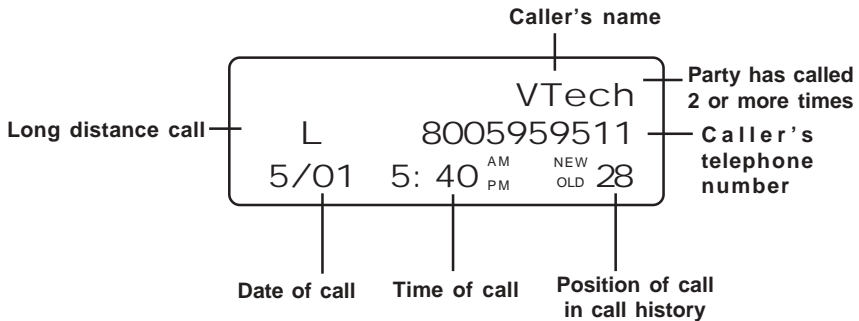 Caller's name
VTech
Party has called
2 or more times
Long distance call
L 8005959511
Caller's
telephone
number
5/01 5:40 AM PM NEW OLD 28
Date of call
Time of call
Position of call
in call history